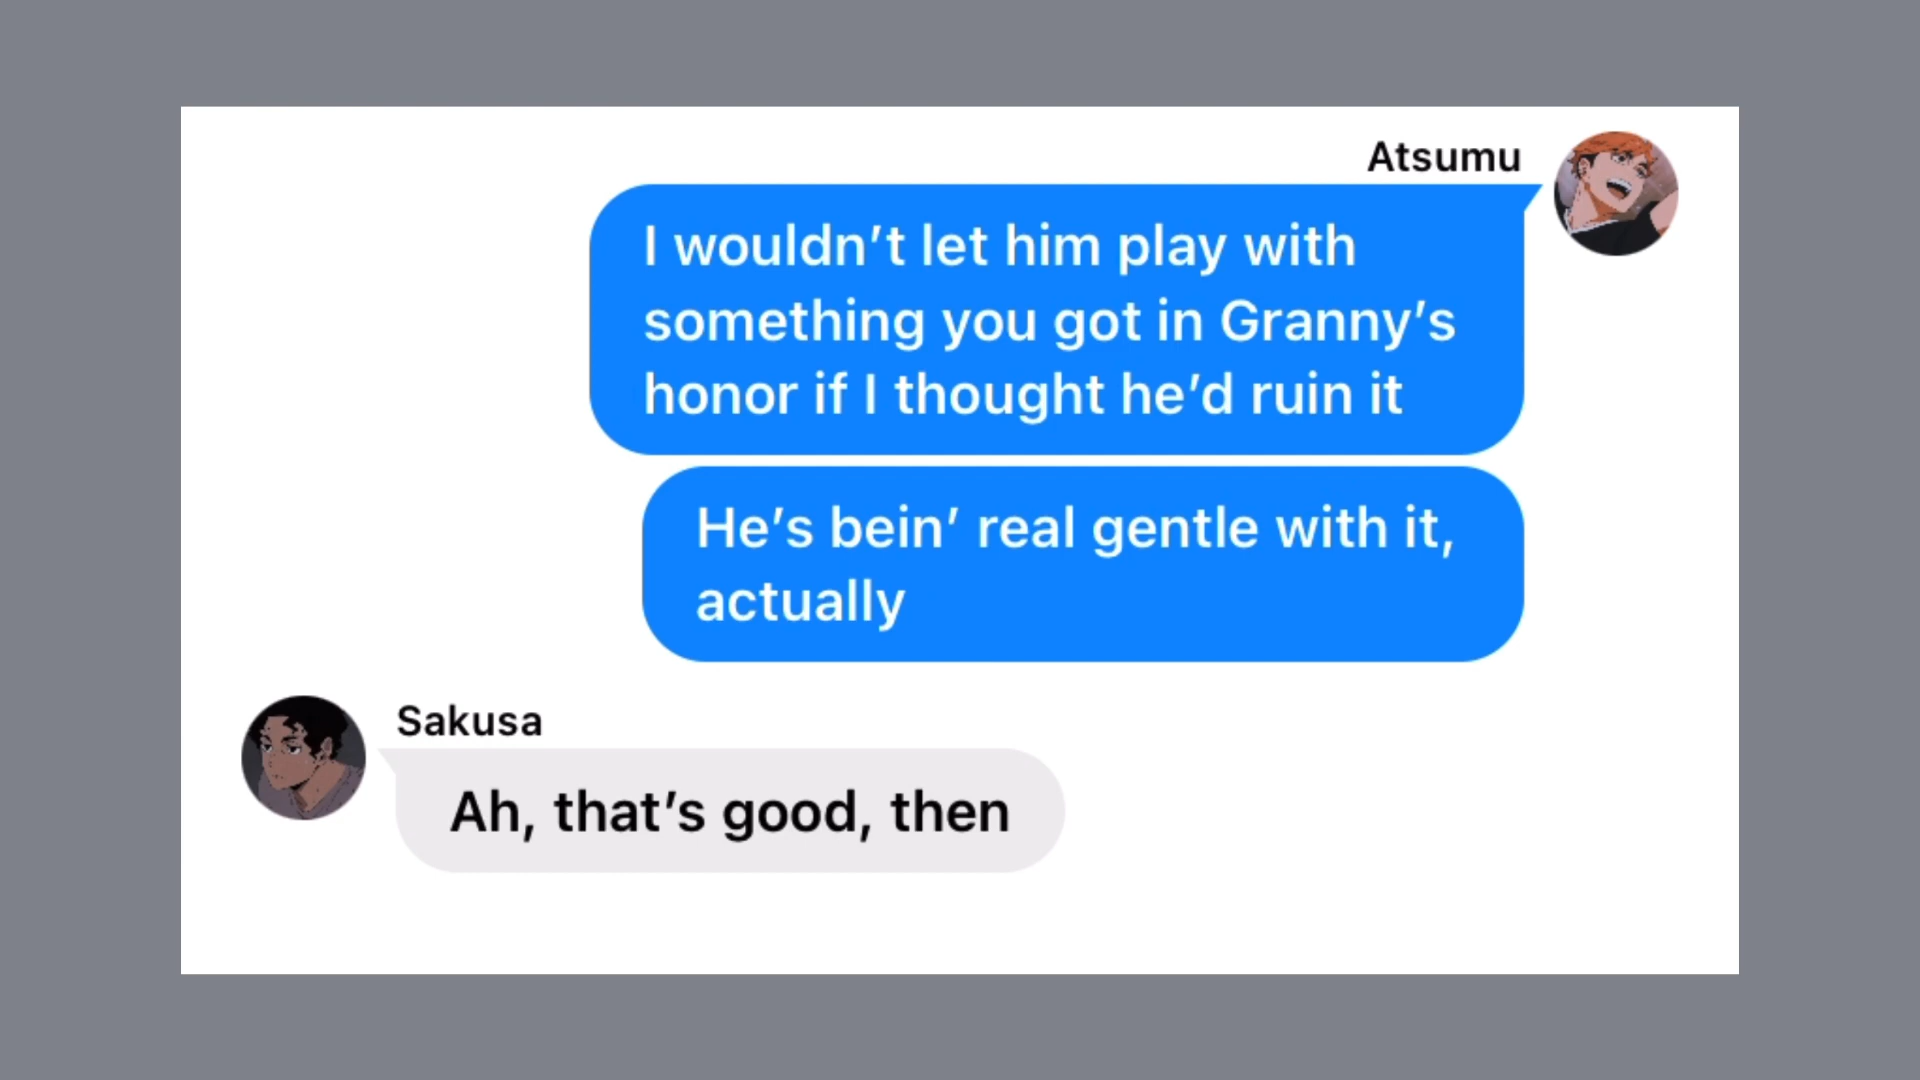 Atsumu
I wouldn’t let him play with
something you got in Granny’s
honor if I thought he’d ruin it
He’s bein’ real gentle with it,
actually
Sakusa
Ah, that’s good, then